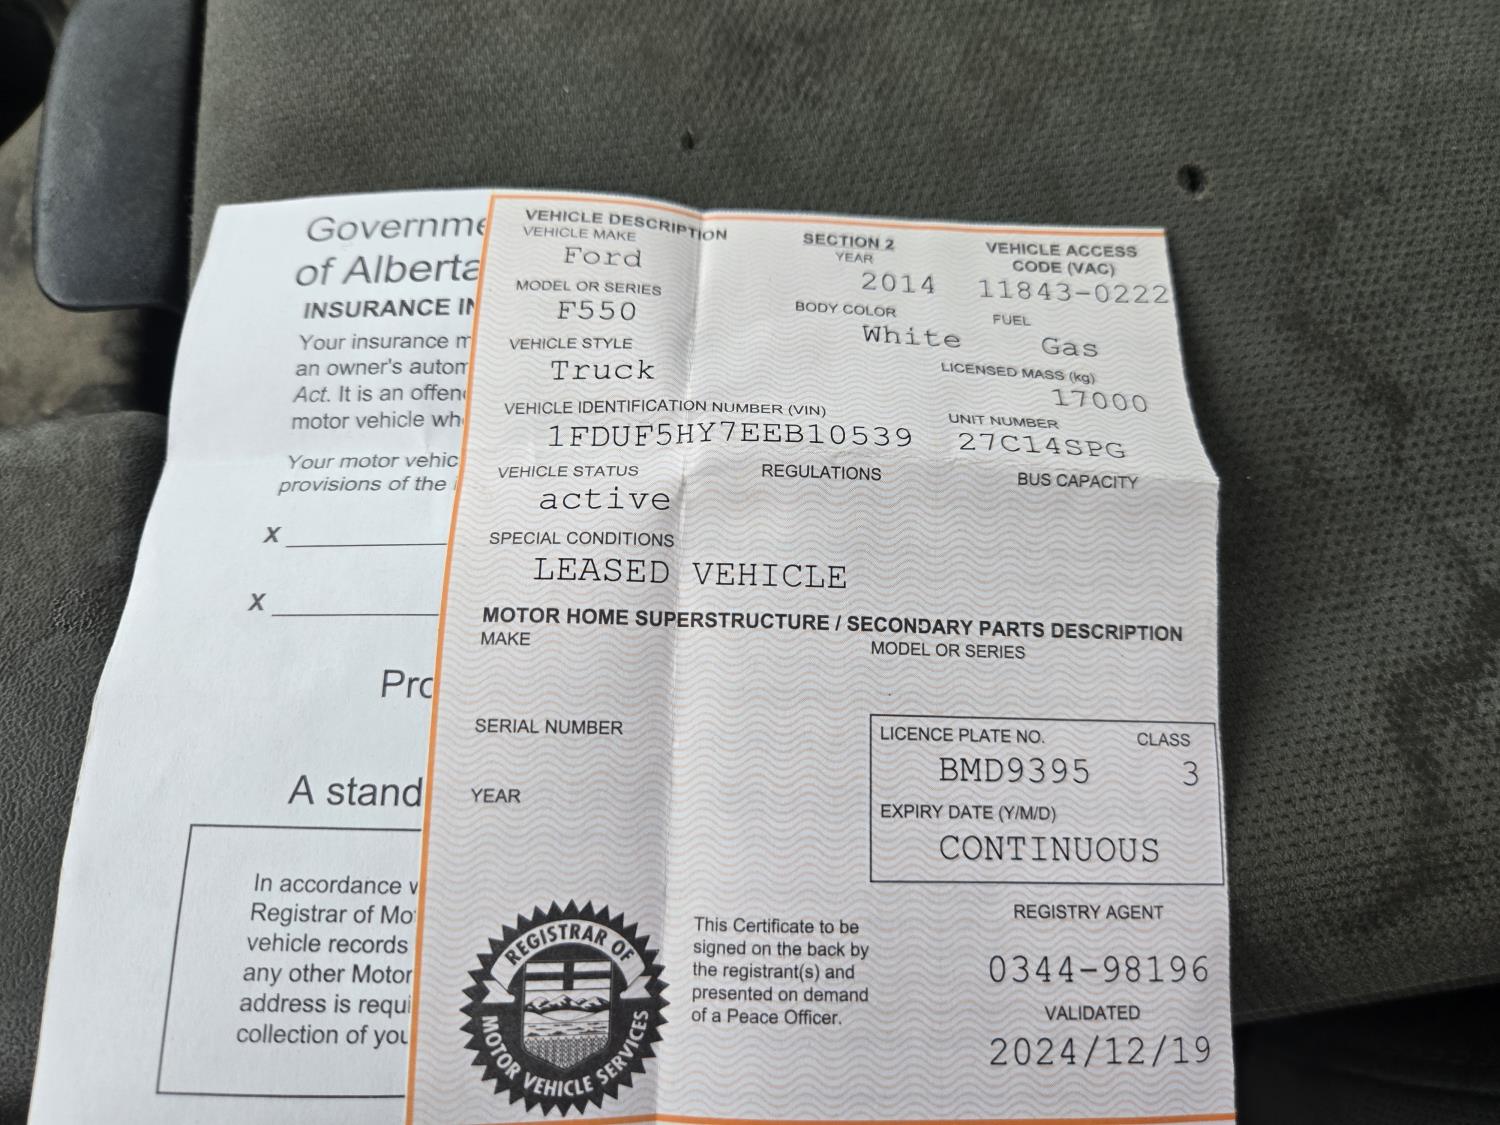 Governme
of Alberta
INSURANCE IN
Your insurance m
an owner's autom
Act. It is an offen
motor vehicle wh
Your motor vehic
provisions of the i
X
X
Pro
A stand
In accordance w
Registrar of Mo
vehicle records
any other Motor
address is requi
collection of you
VEHICLE DESCRIPTION
SECTION 2
VEHICLE ACCESS
CODE (VAC)
VEHICLE MAKE
YEAR
Ford
2014
11843-0222
MODEL OR SERIES
BODY COLOR
FUEL
F550
White
Gas
VEHICLE STYLE
LICENSED MASS (kg)
Truck
17000
VEHICLE IDENTIFICATION NUMBER (VIN)
UNIT NUMBER
1FDUF5HY7EEB10539
27C14SPG
VEHICLE STATUS
REGULATIONS
BUS CAPACITY
active
SPECIAL CONDITIONS
LEASED VEHICLE
MOTOR HOME SUPERSTRUCTURE / SECONDARY PARTS DESCRIPTION
MAKE
MODEL OR SERIES
SERIAL NUMBER
LICENCE PLATE NO.
CLASS
BMD9395
3
YEAR
EXPIRY DATE (Y/M/D)
CONTINUOUS
REGISTRAR OF
MOTOR VEHICLE SERVICES
This Certificate to be
signed on the back by
the registrant(s) and
presented on demand
of a Peace Officer.
REGISTRY AGENT
0344-98196
VALIDATED
2024/12/19